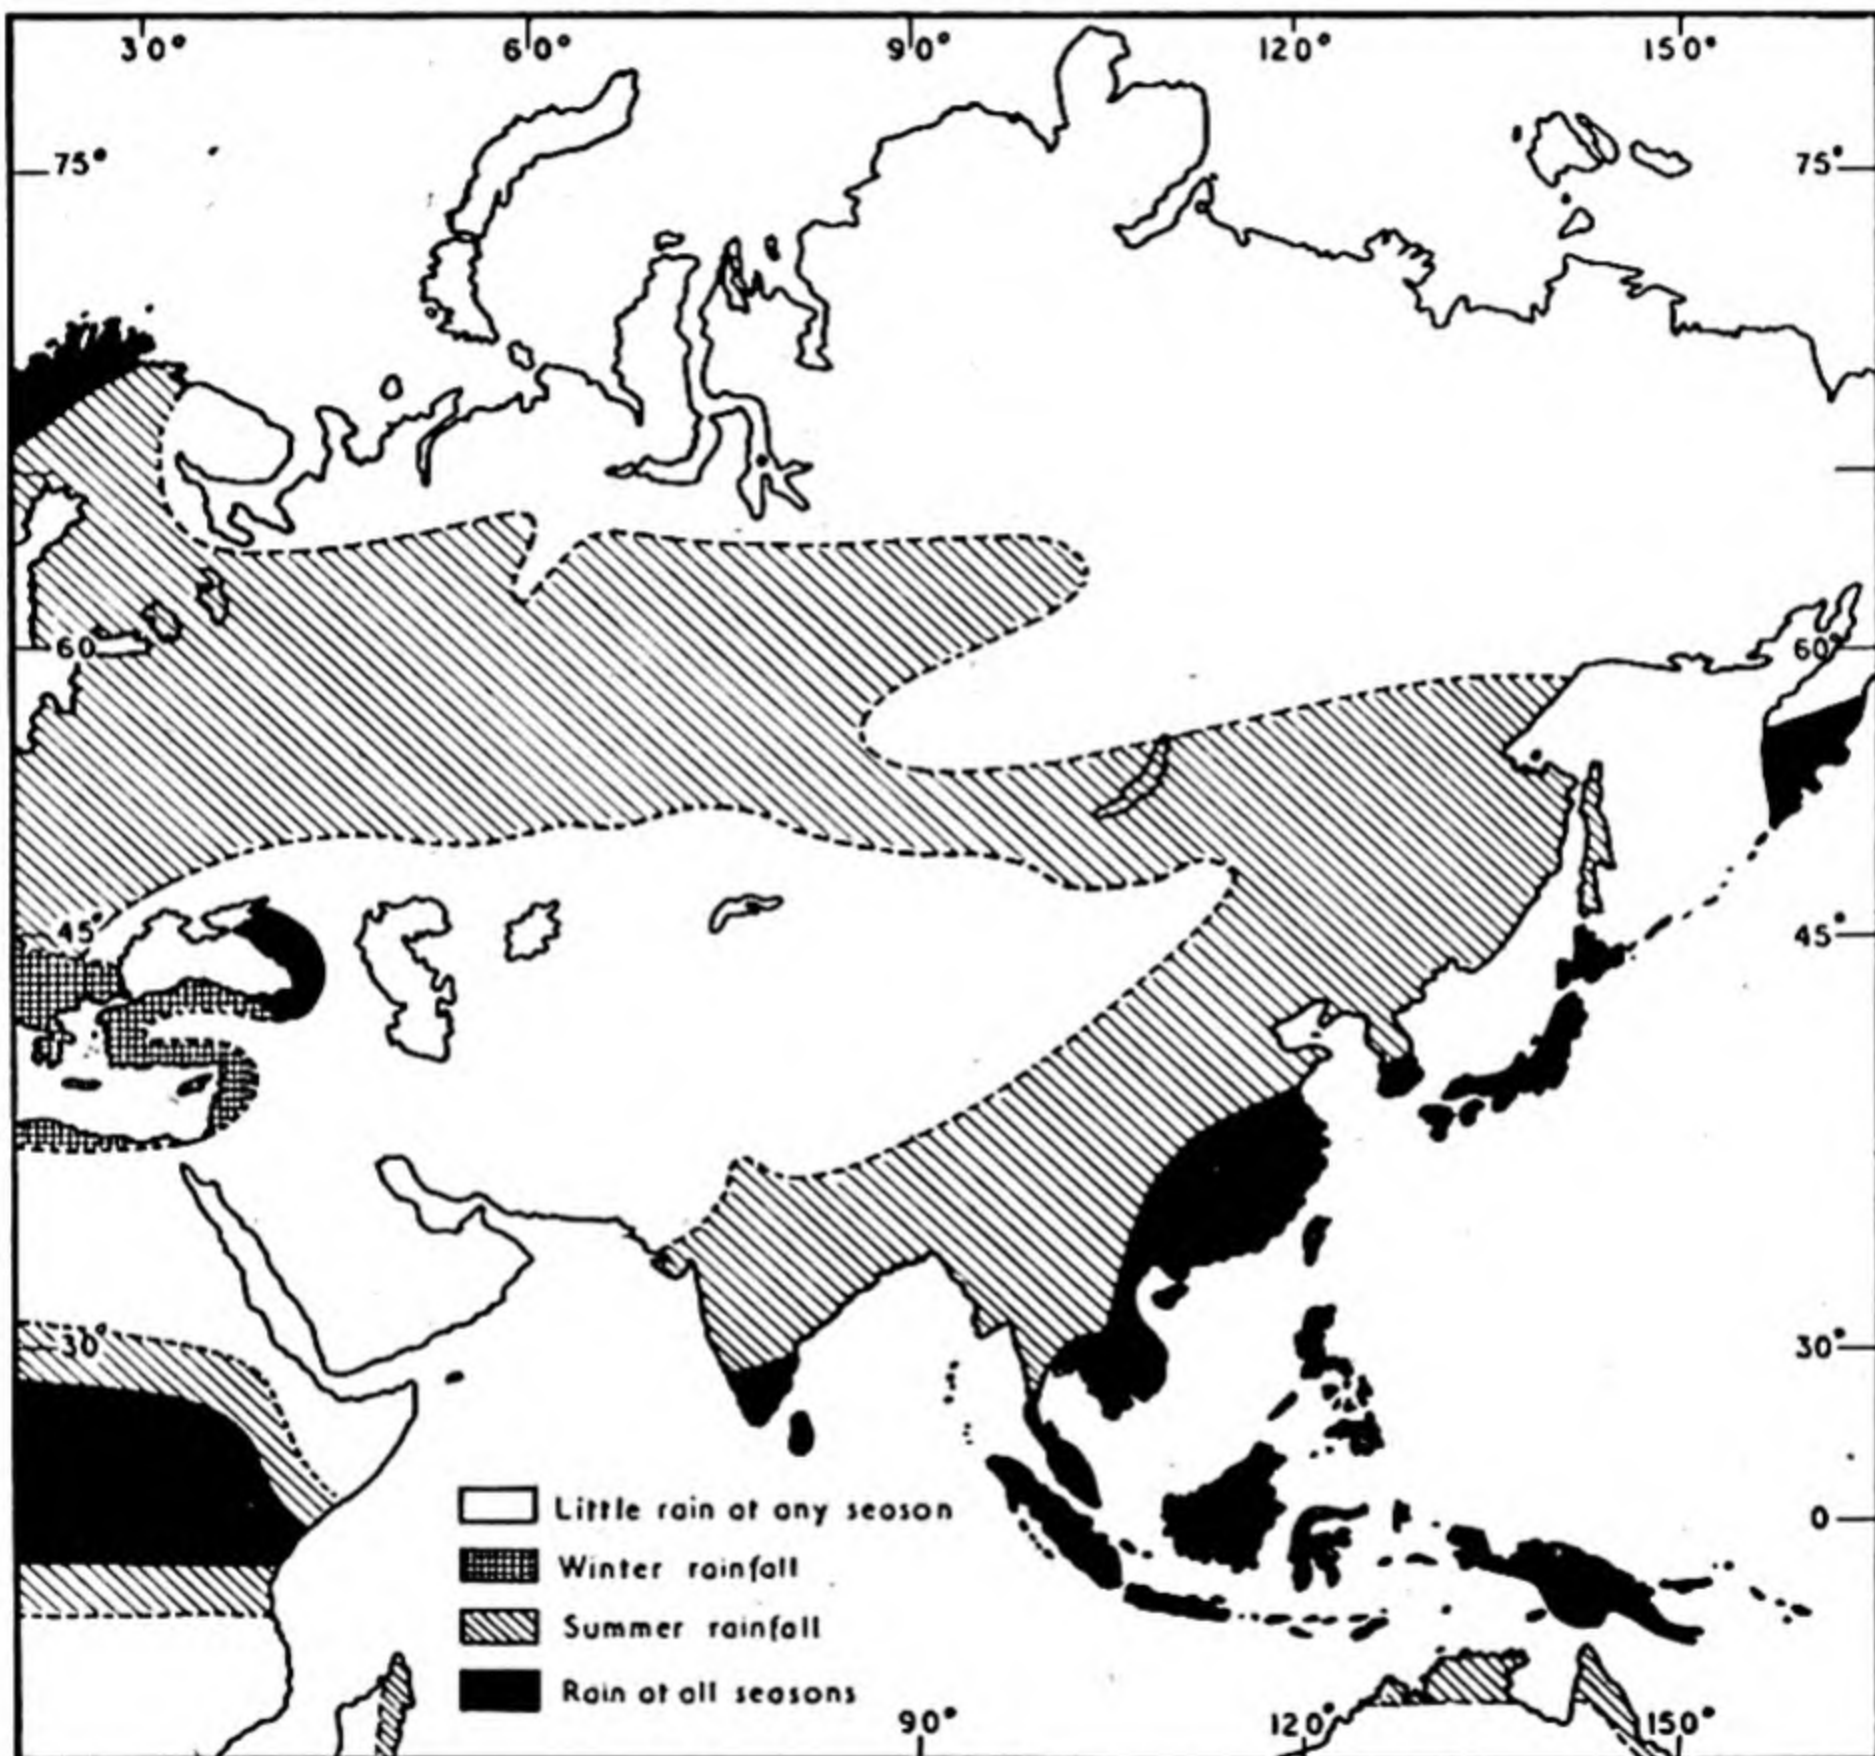 30° 60° 90° 120° 150°
75° 75°
60 60°
45° 45°
30° 30°
Little rain at any season
0
Winter rainfall
Summer rainfall
Rain at all seasons
90° 120° 150°